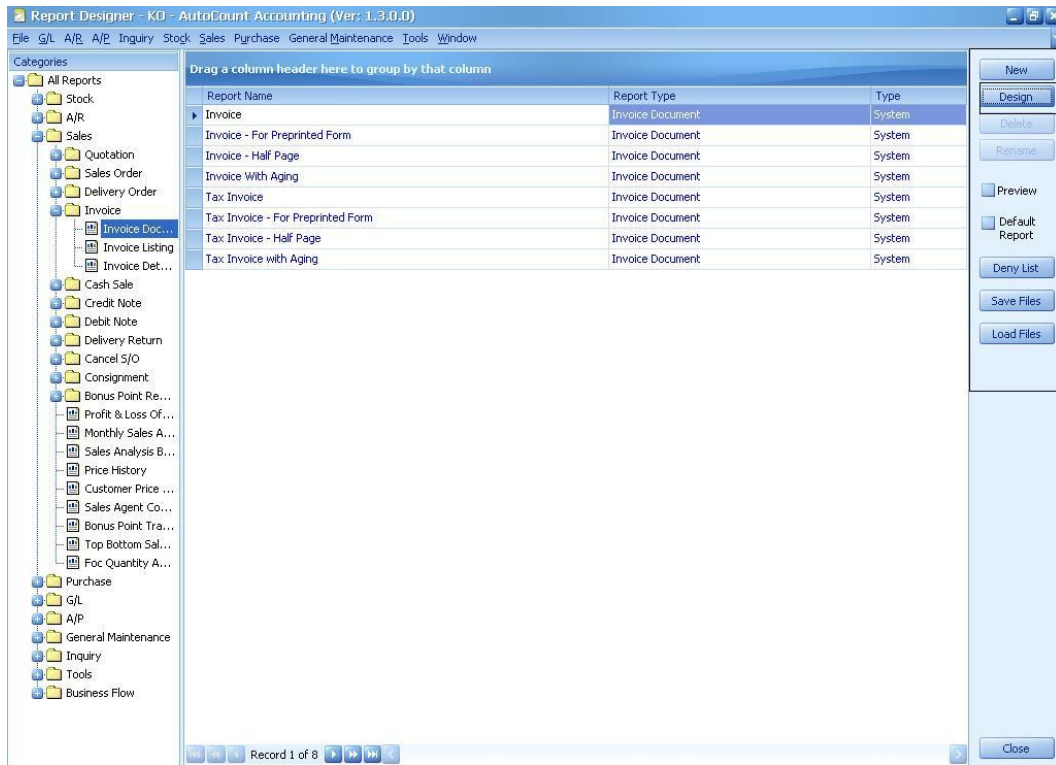 Report Designer - KO - AutoCount Accounting (Ver: 1.3.0.0)
File G/L A/R A/P Inquiry Stock Sales Purchase General Maintenance Tools Window
Categories
All Reports
Stock
A/R
Sales
Quotation
Sales Order
Delivery Order
Invoice
Invoice Doc...
Invoice Listing
Invoice Det...
Cash Sale
Credit Note
Debit Note
Delivery Return
Cancel S/O
Consignment
Bonus Point Re...
Profit & Loss Of...
Monthly Sales A...
Sales Analysis B...
Price History
Customer Price ...
Sales Agent Co...
Bonus Point Tra...
Top Bottom Sal...
Foc Quantity A...
Purchase
G/L
A/P
General Maintenance
Inquiry
Tools
Business Flow
Drag a column header here to group by that column
Report Name Report Type Type
Invoice Invoice Document System
Invoice - For Preprinted Form Invoice Document System
Invoice - Half Page Invoice Document System
Invoice With Aging Invoice Document System
Tax Invoice Invoice Document System
Tax Invoice - For Preprinted Form Invoice Document System
Tax Invoice - Half Page Invoice Document System
Tax Invoice with Aging Invoice Document System
Record 1 of 8
New
Design
Delete
Rename
Preview
Default
Report
Deny List
Save Files
Load Files
Close